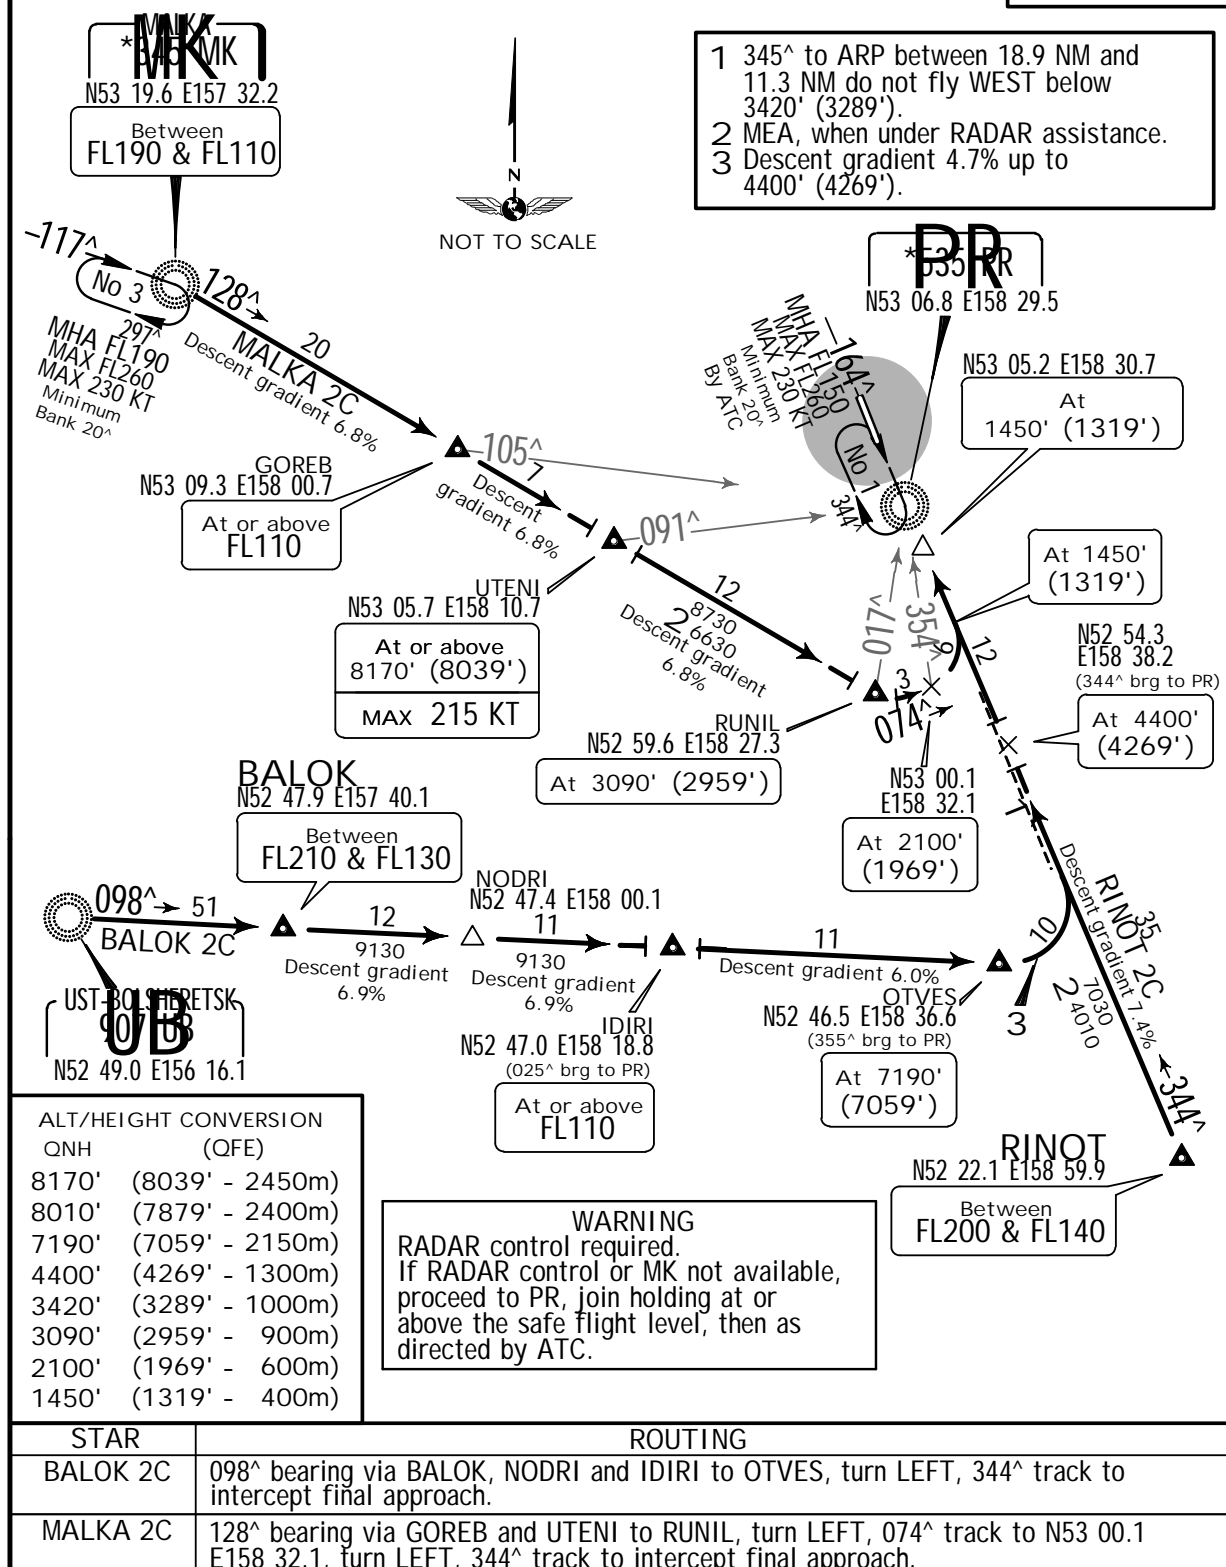 MALKA
*345 MK
MK
N53 19.6 E157 32.2
Between
FL190 & FL110
1 345^ to ARP between 18.9 NM and
11.3 NM do not fly WEST below
3420' (3289').
2 MEA, when under RADAR assistance.
3 Descent gradient 4.7% up to
4400' (4269').
N
NOT TO SCALE
PR
*535 PR
N53 06.8 E158 29.5
117^
No 3
297^
MHA FL190
MAX FL260
MAX 230 KT
Minimum
Bank 20^
128^
20
MALKA 2C
Descent gradient 6.8%
164^
MHA FL150
MAX FL260
MAX 230 KT
Minimum
Bank 20^
By ATC
No 1
344^
N53 05.2 E158 30.7
At
1450' (1319')
GOREB
N53 09.3 E158 00.7
At or above
FL110
105^
7
Descent
gradient 6.8%
091^
UTENI
N53 05.7 E158 10.7
At or above
8170' (8039')
MAX 215 KT
12
8730
2 6630
Descent gradient
6.8%
017^
354^
9
12
At 1450'
(1319')
N52 54.3
E158 38.2
(344^ brg to PR)
At 4400'
(4269')
3
074^
RUNIL
N52 59.6 E158 27.3
At 3090' (2959')
N53 00.1
E158 32.1
At 2100'
(1969')
BALOK
N52 47.9 E157 40.1
Between
FL210 & FL130
098^
51
BALOK 2C
12
9130
Descent gradient
6.9%
NODRI
N52 47.4 E158 00.1
11
9130
Descent gradient
6.9%
11
Descent gradient 6.0%
10
3
35
RINOT 2C
Descent gradient 7.4%
7030
2 4010
344^
UST-BOLSHERETSK
907 UB
UB
N52 49.0 E156 16.1
IDIRI
N52 47.0 E158 18.8
(025^ brg to PR)
At or above
FL110
OTVES
N52 46.5 E158 36.6
(355^ brg to PR)
At 7190'
(7059')
RINOT
N52 22.1 E158 59.9
Between
FL200 & FL140
ALT/HEIGHT CONVERSION
QNH (QFE)
8170' (8039' - 2450m)
8010' (7879' - 2400m)
7190' (7059' - 2150m)
4400' (4269' - 1300m)
3420' (3289' - 1000m)
3090' (2959' - 900m)
2100' (1969' - 600m)
1450' (1319' - 400m)
WARNING
RADAR control required.
If RADAR control or MK not available,
proceed to PR, join holding at or
above the safe flight level, then as
directed by ATC.
STAR ROUTING
BALOK 2C 098^ bearing via BALOK, NODRI and IDIRI to OTVES, turn LEFT, 344^ track to
intercept final approach.
MALKA 2C 128^ bearing via GOREB and UTENI to RUNIL, turn LEFT, 074^ track to N53 00.1
E158 32.1, turn LEFT, 344^ track to intercept final approach.